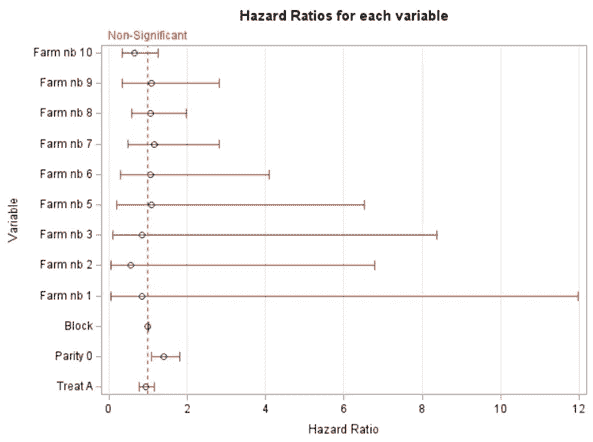 Hazard Ratios for each variable
Non-Significant
Farm nb 10
Farm nb 9
Farm nb 8
Farm nb 7
Farm nb 6
Farm nb 5
Farm nb 3
Farm nb 2
Farm nb 1
Block
Parity 0
Treat A
Variable
0 2 4 6 8 10 12
Hazard Ratio